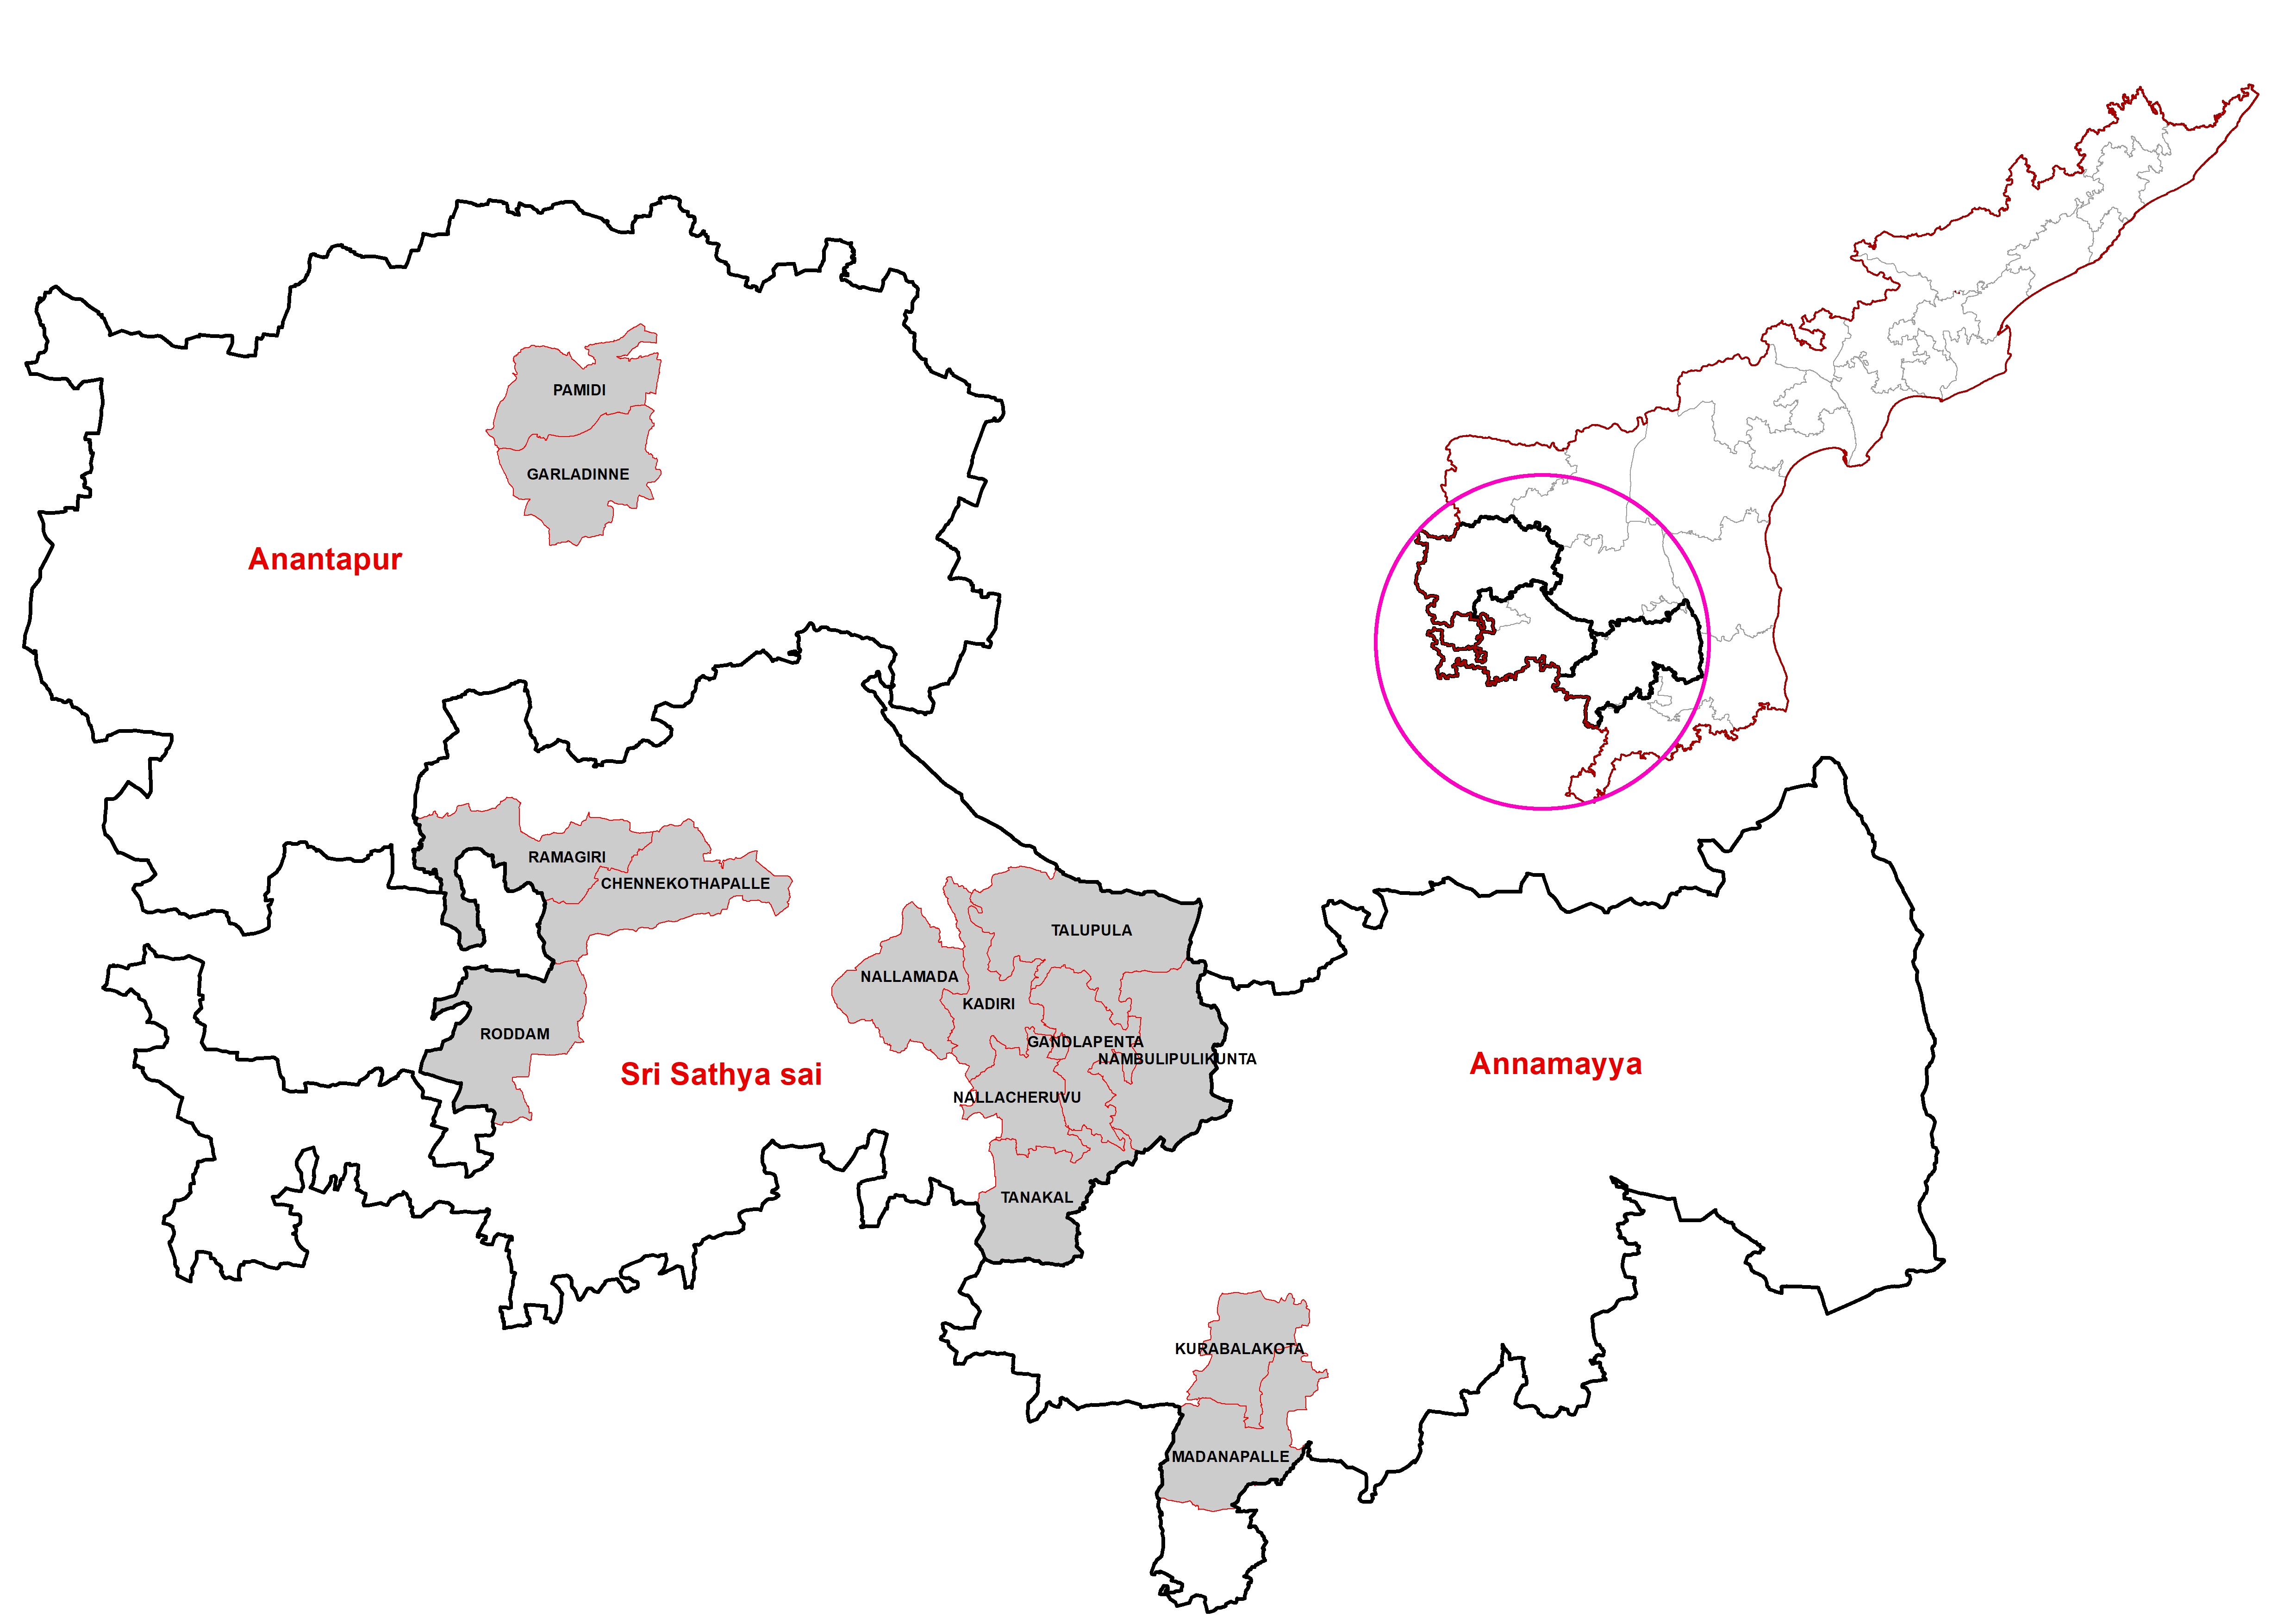 PAMIDI
GARLADINNE
Anantapur
RAMAGIRI
CHENNEKOTHAPALLE
TALUPULA
NALLAMADA
KADIRI
RODDAM
GANDLAPENTA
NAMBULIPULIKUNTA
Sri Sathya sai
Annamayya
NALLACHERUVU
TANAKAL
KURABALAKOTA
MADANAPALLE